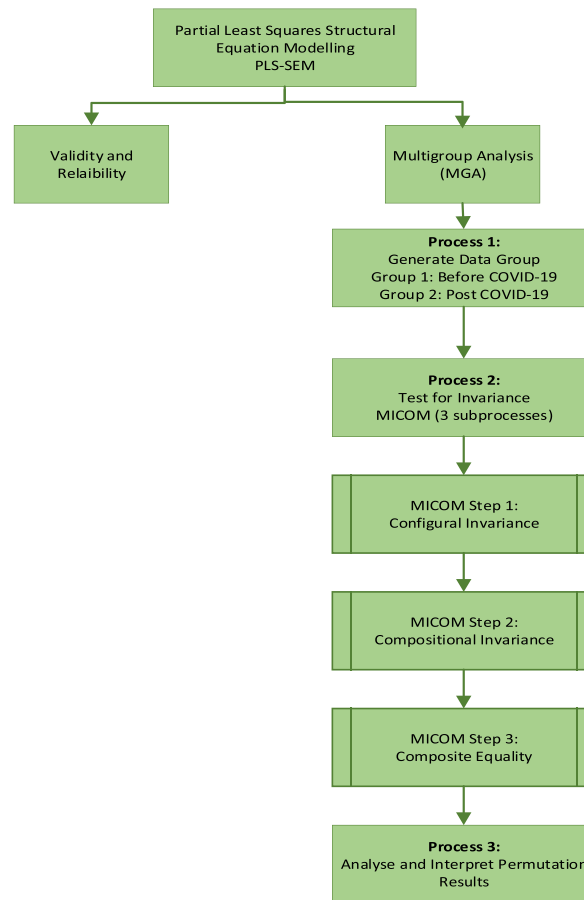 Partial Least Squares Structural
Equation Modelling
PLS-SEM
Validity and
Relaibility
Multigroup Analysis
(MGA)
Process 1:
Generate Data Group
Group 1: Before COVID-19
Group 2: Post COVID-19
Process 2:
Test for Invariance
MICOM (3 subprocesses)
MICOM Step 1:
Configural Invariance
MICOM Step 2:
Compositional Invariance
MICOM Step 3:
Composite Equality
Process 3:
Analyse and Interpret Permutation
Results